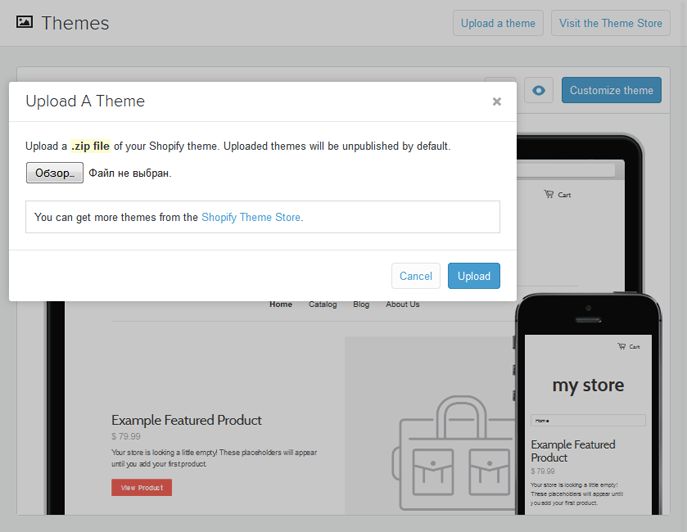 Themes
Upload a theme
Visit the Theme Store
Customize theme
Upload A Theme
×
Upload a .zip file of your Shopify theme. Uploaded themes will be unpublished by default.
Обзор... Файл не выбран.
You can get more themes from the Shopify Theme Store.
Cancel
Upload
Cart
Home Catalog Blog About Us
Example Featured Product
$ 79.99
Your store is looking a little empty! These placeholders will appear
until you add your first product.
View Product
Cart
my store
Home
Example Featured
Product
$ 79.99
Your store is looking a little empty!
These placeholders will appear until
you add your first product.